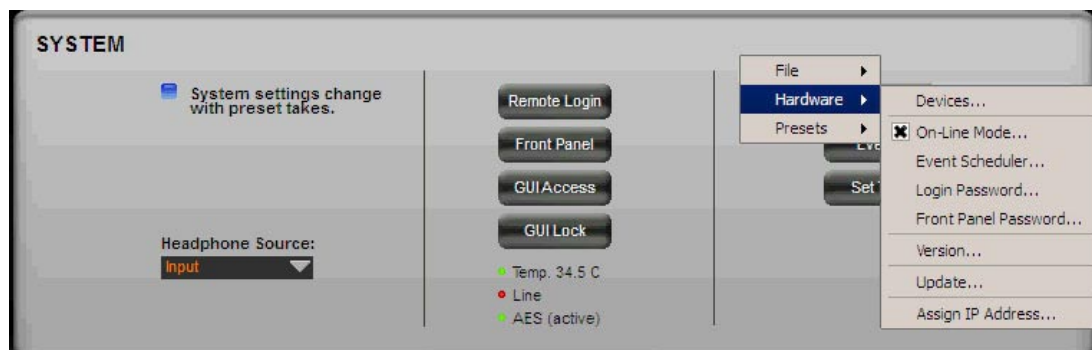 SYSTEM
System settings change
with preset takes.
Headphone Source:
Input
Remote Login
Front Panel
GUI Access
GUI Lock
Temp. 34.5 C
Line
AES (active)
File
Hardware
Presets
Set
Devices...
On-Line Mode...
Event Scheduler...
Login Password...
Front Panel Password...
Version...
Update...
Assign IP Address...